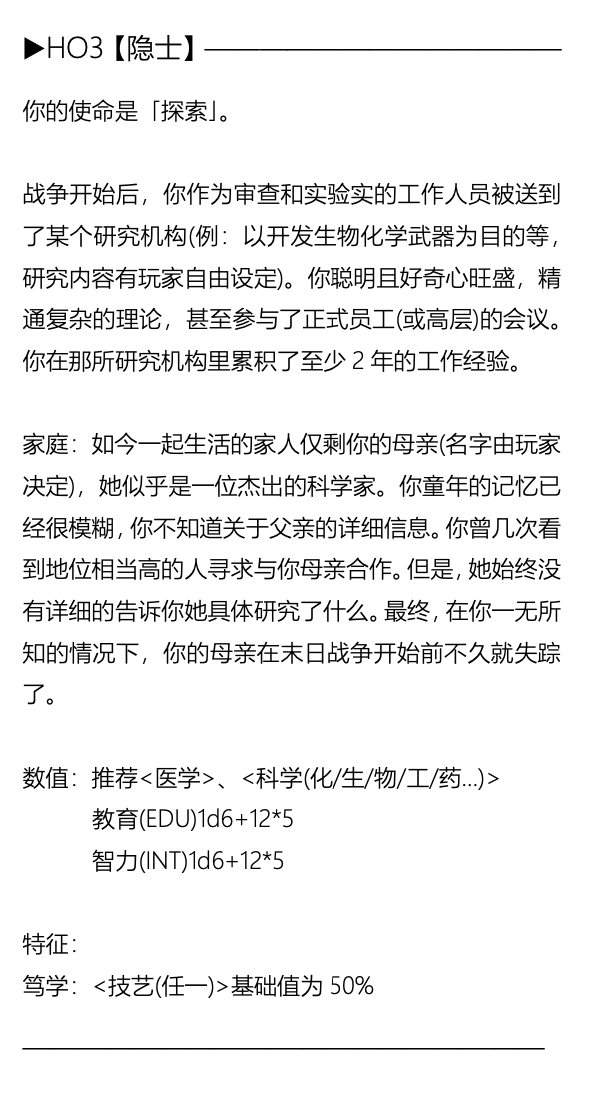 ▶HO3【隐士】
你的使命是「探索」。
战争开始后，你作为审查和实验实的工作人员被送到
了某个研究机构(例：以开发生物化学武器为目的等，
研究内容有玩家自由设定)。你聪明且好奇心旺盛，精
通复杂的理论，甚至参与了正式员工(或高层)的会议。
你在那所研究机构里累积了至少 2 年的工作经验。
家庭：如今一起生活的家人仅剩你的母亲(名字由玩家
决定)，她似乎是一位杰出的科学家。你童年的记忆已
经很模糊，你不知道关于父亲的详细信息。你曾几次看
到地位相当高的人寻求与你母亲合作。但是，她始终没
有详细的告诉你她具体研究了什么。最终，在你一无所
知的情况下，你的母亲在末日战争开始前不久就失踪
了。
数值：推荐<医学>、<科学(化/生/物/工/药...)>
教育(EDU)1d6+12*5
智力(INT)1d6+12*5
特征：
笃学：<技艺(任一)>基础值为 50%